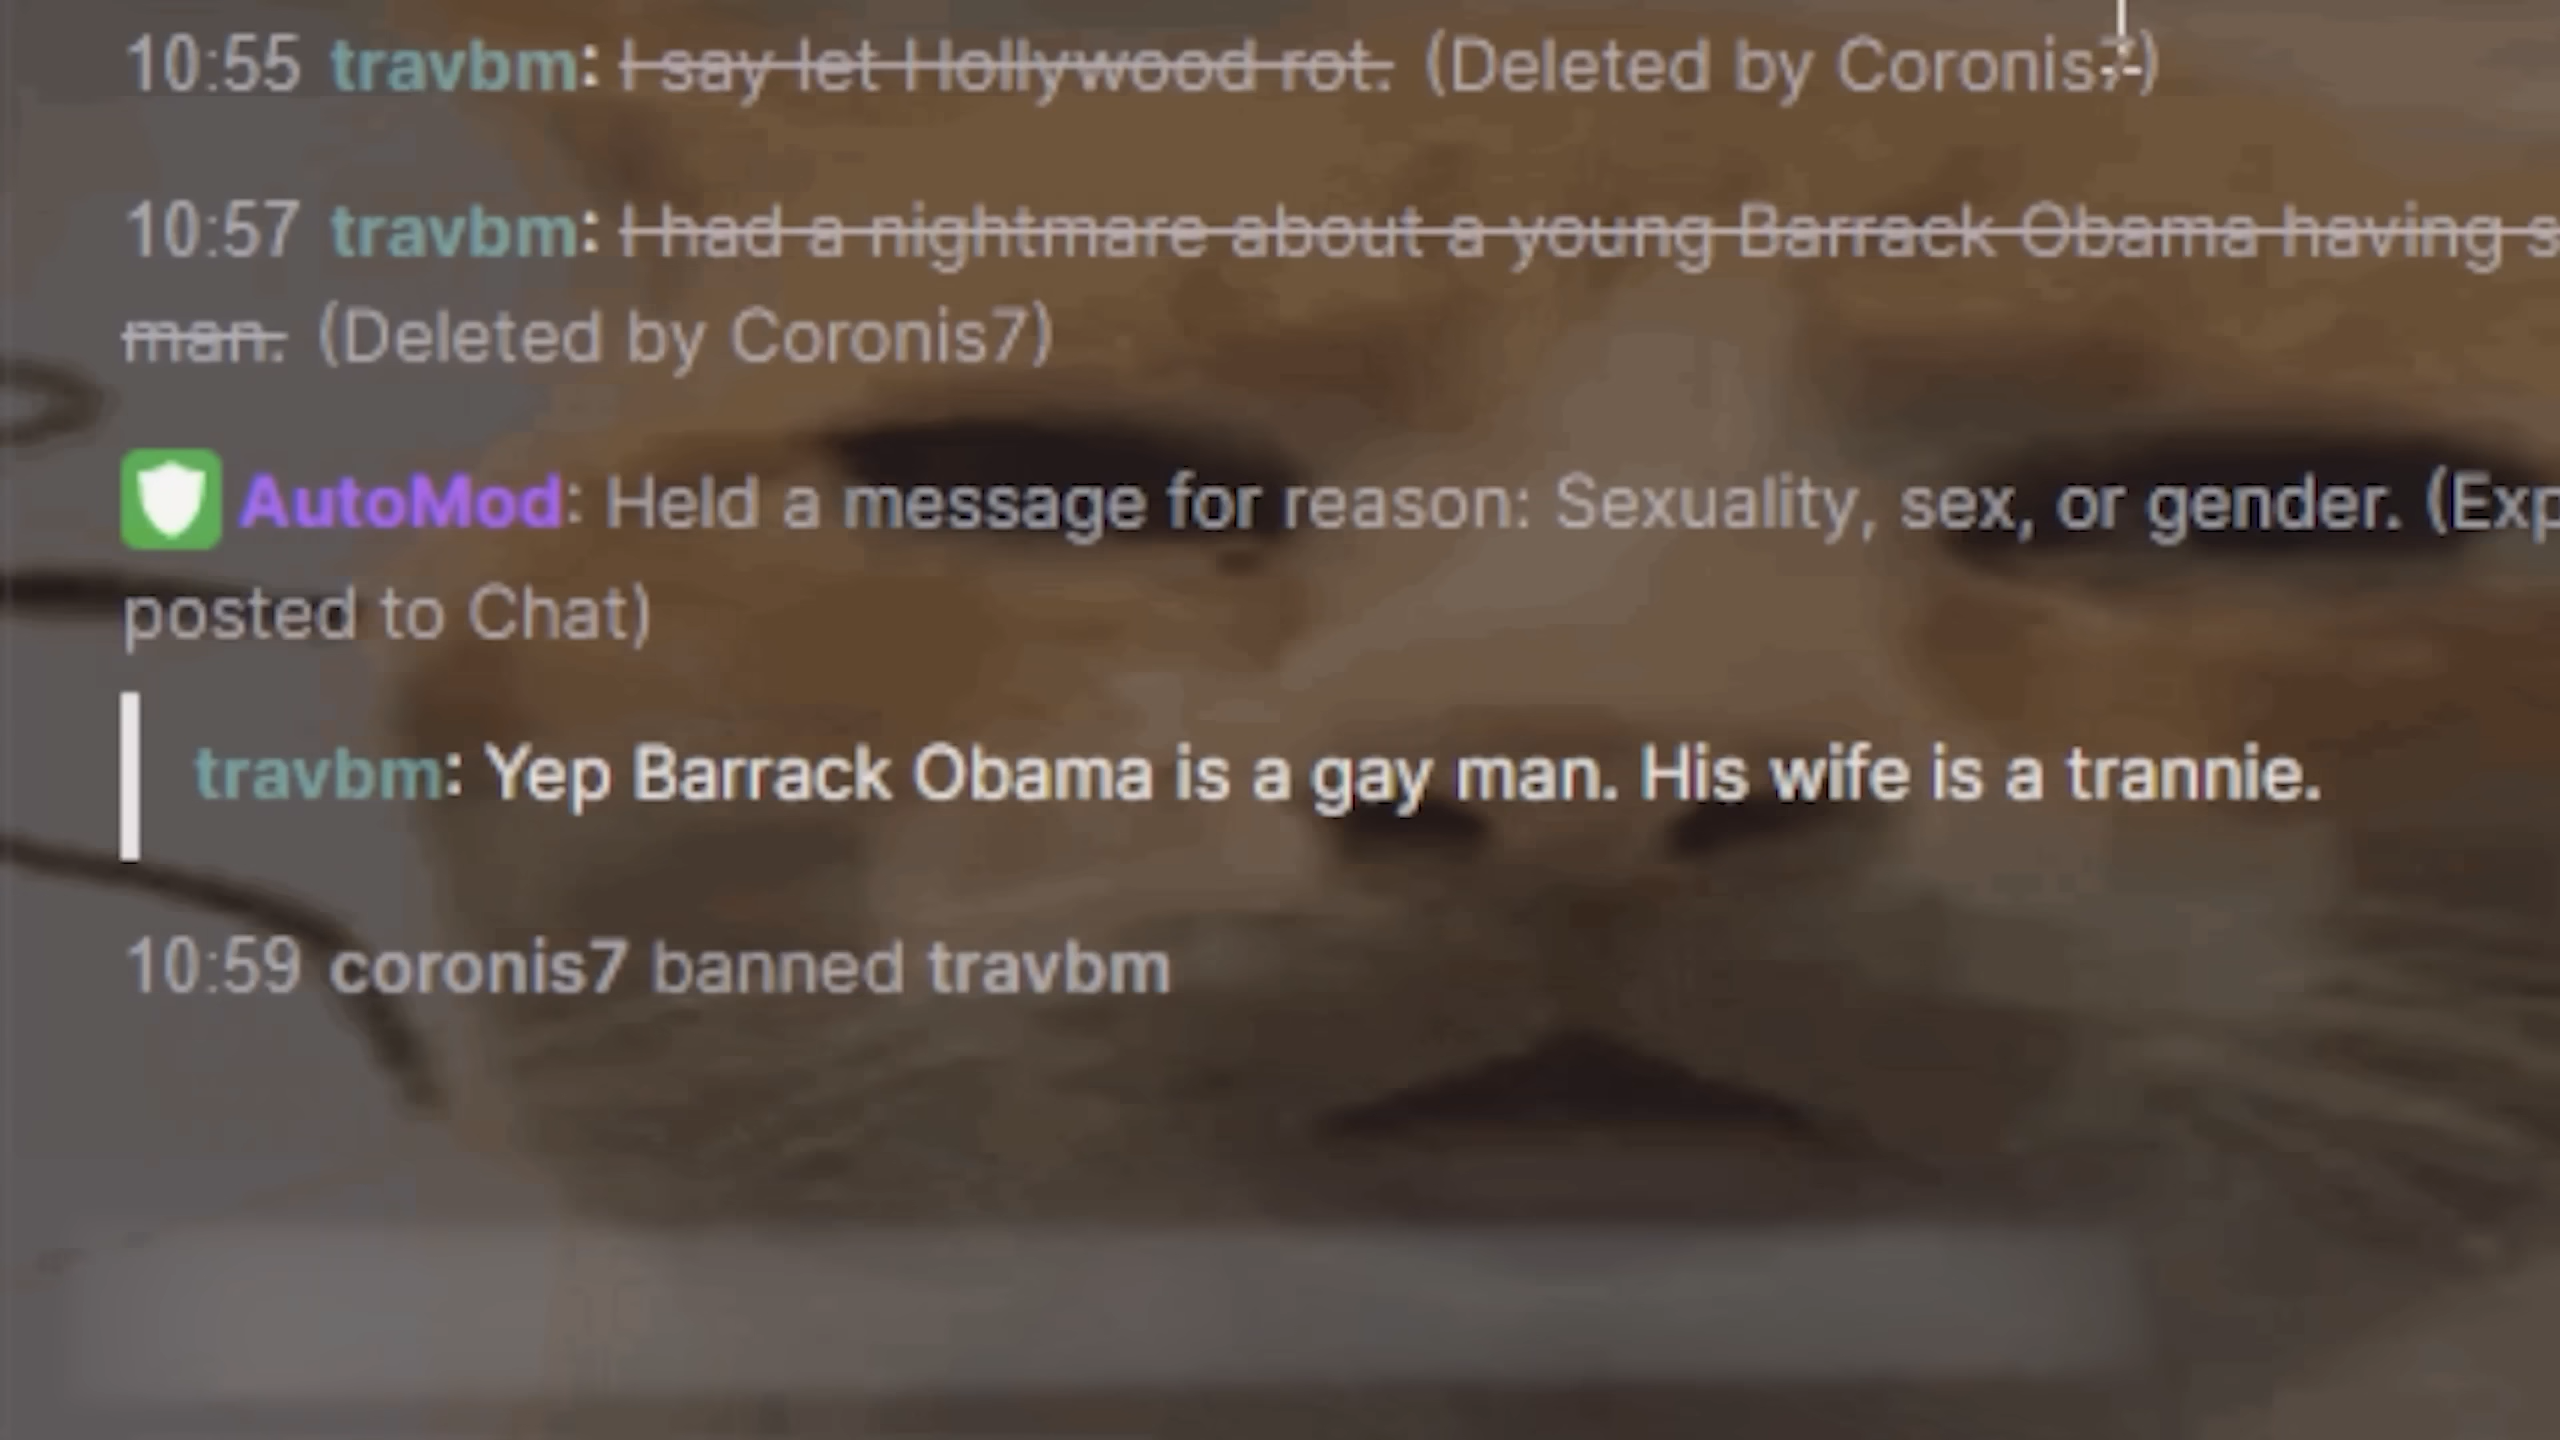 10:55 travbm: I say let Hollywood rot. (Deleted by Coronis7)
10:57 travbm: I had a nightmare about a young Barrack Obama having
man. (Deleted by Coronis7)
AutoMod: Held a message for reason: Sexuality, sex, or gender. (Exp
posted to Chat)
travbm: Yep Barrack Obama is a gay man. His wife is a trannie.
10:59 coronis7 banned travbm